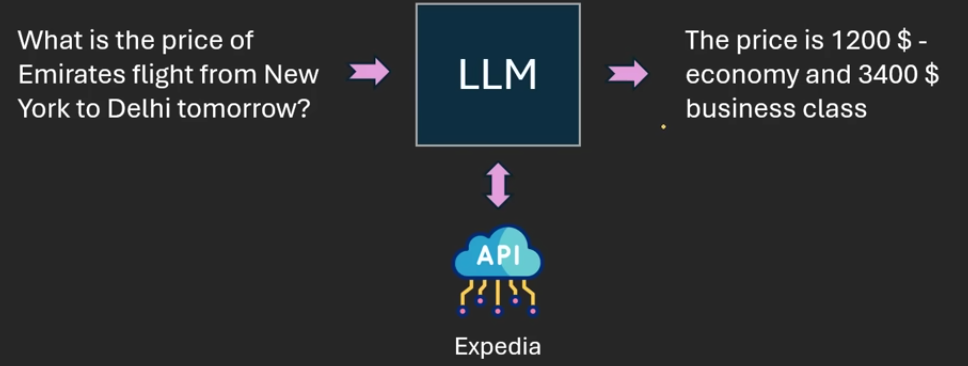 What is the price of
Emirates flight from New
York to Delhi tomorrow?
LLM
The price is 1200 $ -
economy and 3400 $
business class
API
Expedia